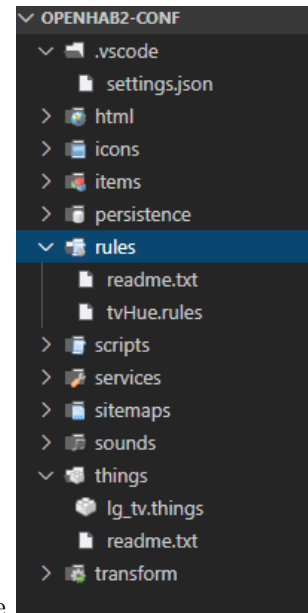 OPENHAB2-CONF
.vscode
settings.json
html
icons
items
persistence
rules
readme.txt
tvHue.rules
scripts
services
sitemaps
sounds
things
lg_tv.things
readme.txt
transform